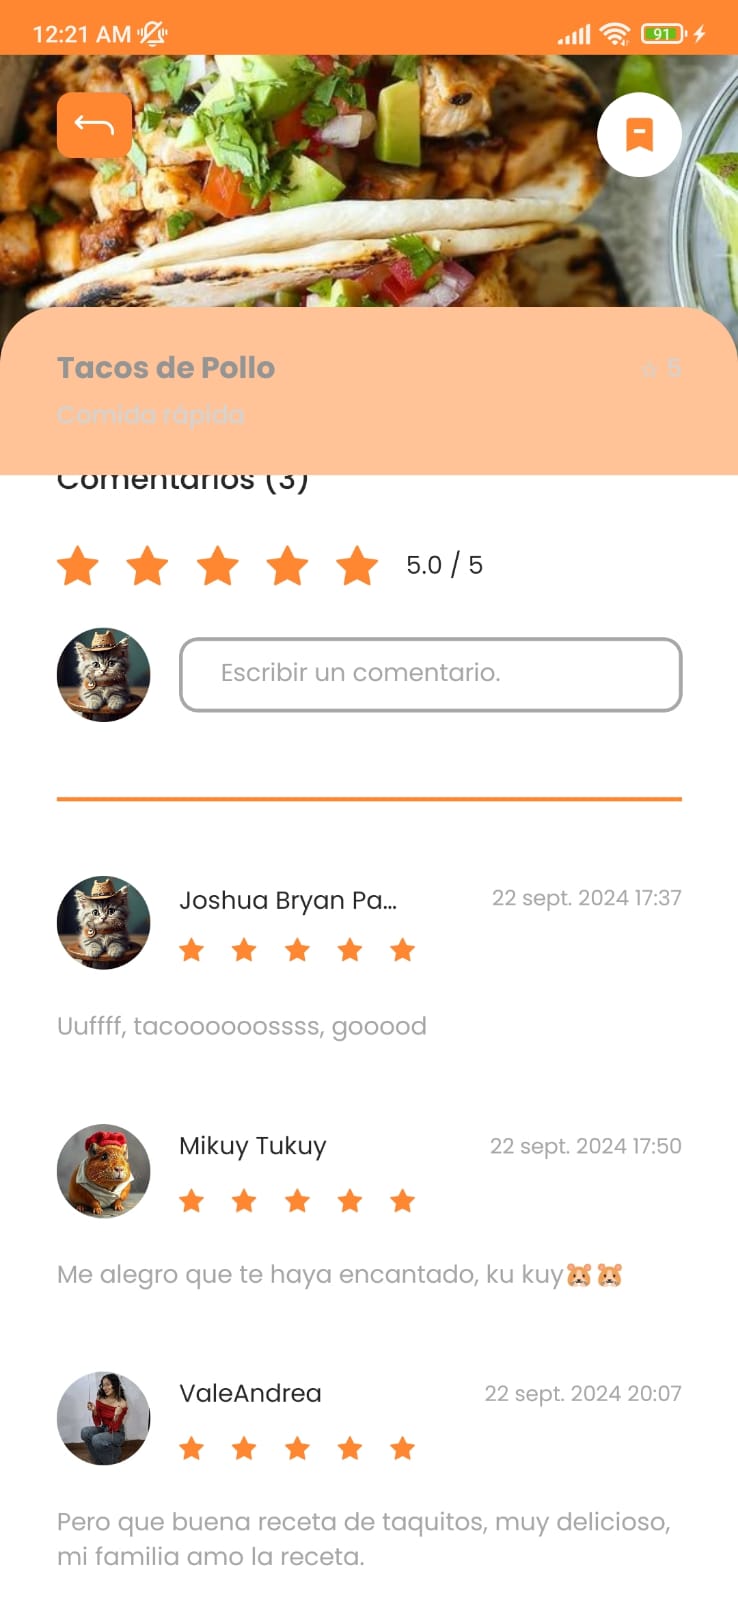 12:21 AM
91
Tacos de Pollo
5
Comida rápida
Comentarios (3)
5.0 / 5
Escribir un comentario.
Joshua Bryan Pa...
22 sept. 2024 17:37
Uuffff, tacoooooossss, gooood
Mikuy Tukuy
22 sept. 2024 17:50
Me alegro que te haya encantado, ku kuy🐹🐹
ValeAndrea
22 sept. 2024 20:07
Pero que buena receta de taquitos, muy delicioso,
mi familia amo la receta.